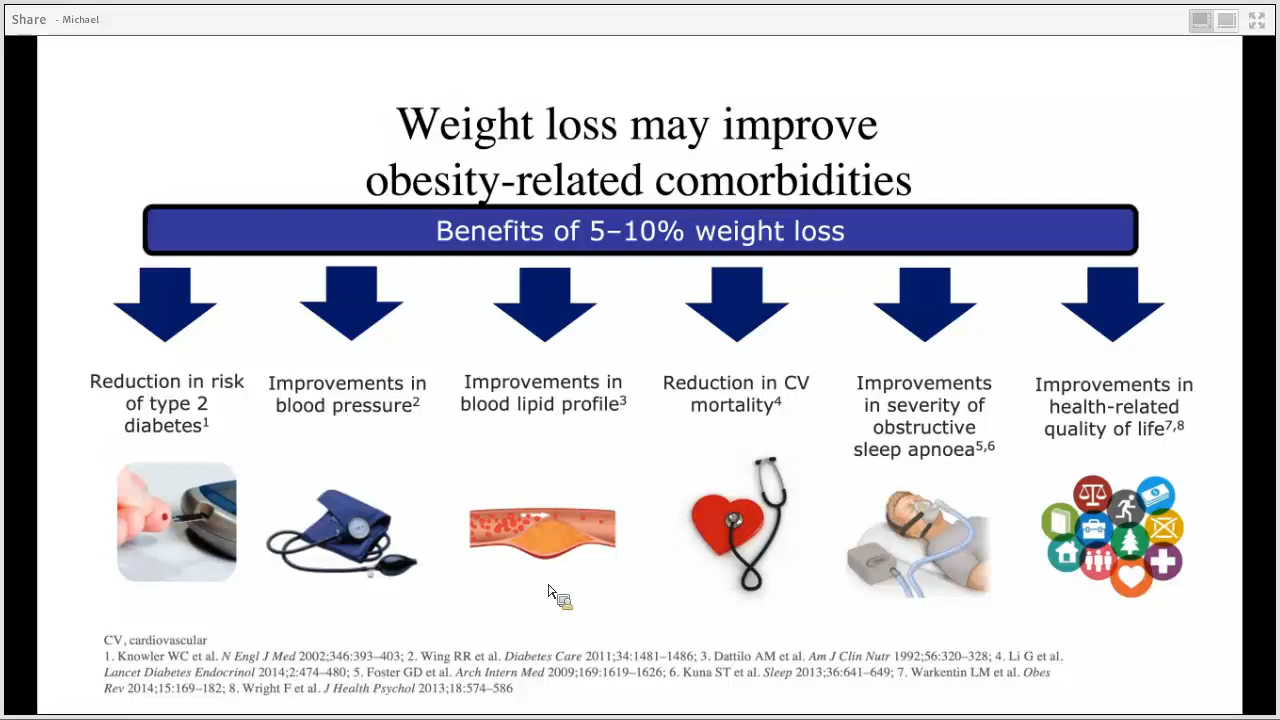 Share - Michael
Weight loss may improve
obesity-related comorbidities
Benefits of 5–10% weight loss
Reduction in risk
of type 2
diabetes1
Improvements in
blood pressure2
Improvements in
blood lipid profile3
Reduction in CV
mortality4
Improvements
in severity of
obstructive
sleep apnoea5,6
Improvements in
health-related
quality of life7,8
CV, cardiovascular
1. Knowler WC et al. N Engl J Med 2002;346:393–403; 2. Wing RR et al. Diabetes Care 2011;34:1481–1486; 3. Dattilo AM et al. Am J Clin Nutr 1992;56:320–328; 4. Li G et al.
Lancet Diabetes Endocrinol 2014;2:474–480; 5. Foster GD et al. Arch Intern Med 2009;169:1619–1626; 6. Kuna ST et al. Sleep 2013;36:641–649; 7. Warkentin LM et al. Obes
Rev 2014;15:169–182; 8. Wright F et al. J Health Psychol 2013;18:574–586